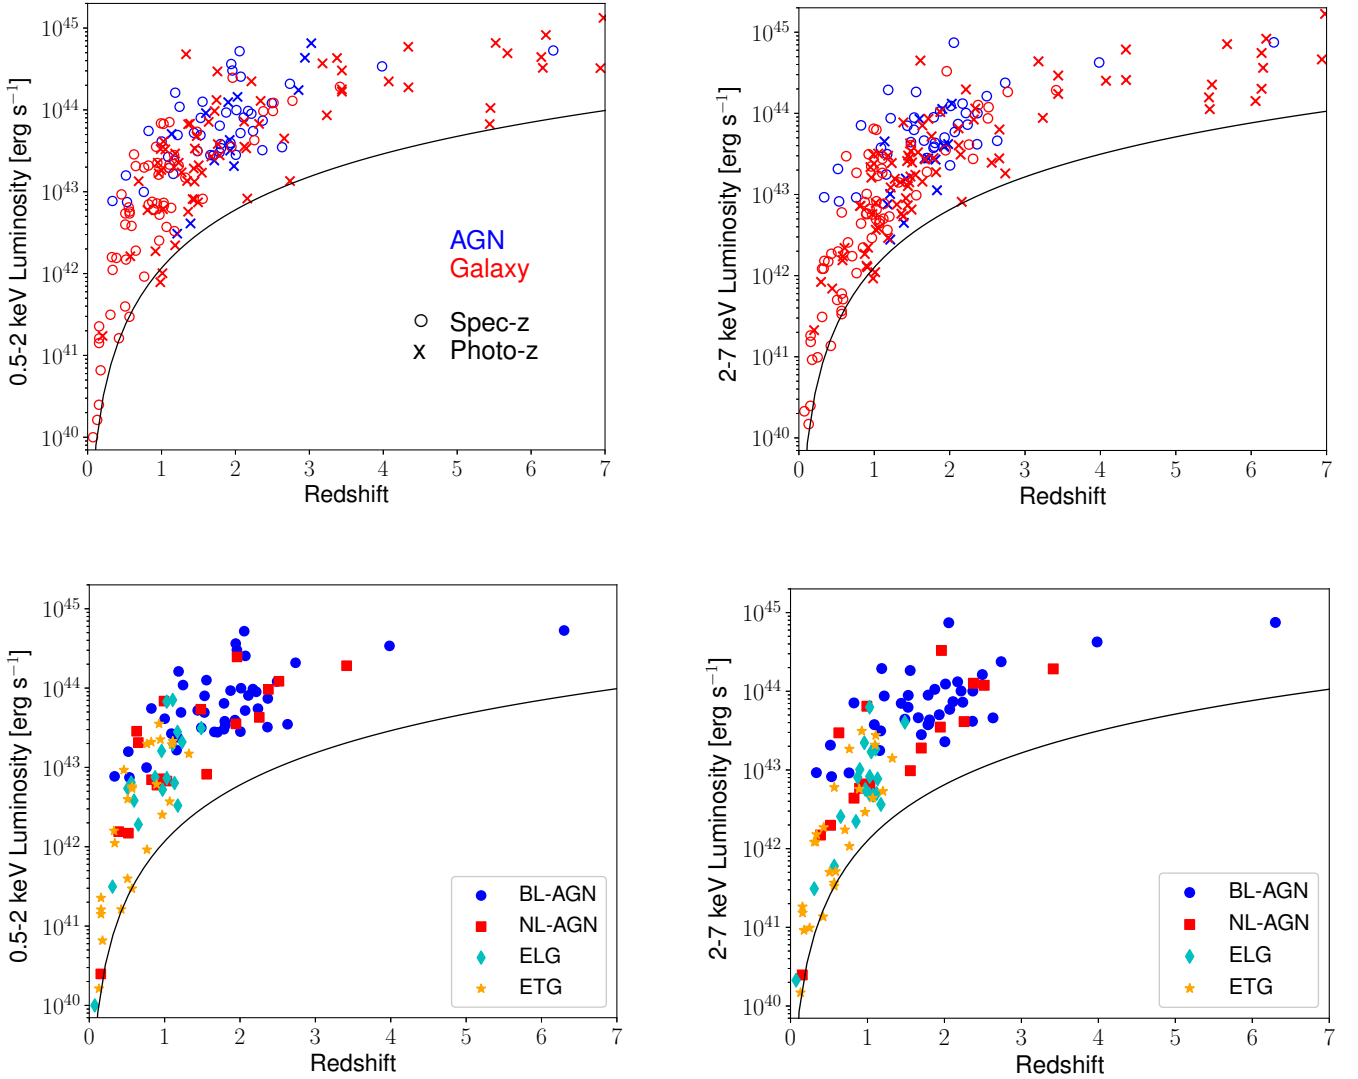 10^45
10^44
10^43
10^42
10^41
10^40
0.5-2 keV Luminosity [erg s^−1]
AGN
Galaxy
Spec-z
Photo-z
0 1 2 3 4 5 6 7
Redshift
10^45
10^44
10^43
10^42
10^41
10^40
2-7 keV Luminosity [erg s^−1]
0 1 2 3 4 5 6 7
Redshift
10^45
10^44
10^43
10^42
10^41
10^40
0.5-2 keV Luminosity [erg s^−1]
BL-AGN
NL-AGN
ELG
ETG
0 1 2 3 4 5 6 7
Redshift
10^45
10^44
10^43
10^42
10^41
10^40
2-7 keV Luminosity [erg s^−1]
BL-AGN
NL-AGN
ELG
ETG
0 1 2 3 4 5 6 7
Redshift